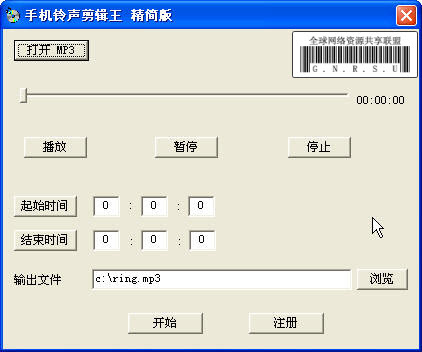 手机铃声剪辑王 精简版
打开 MP3
全球网络资源共享联盟
G. N. R. S. U
00:00:00
播放 暂停 停止
起始时间 0 : 0 : 0
结束时间 0 : 0 : 0
输出文件 c:\ring.mp3 浏览
开始 注册